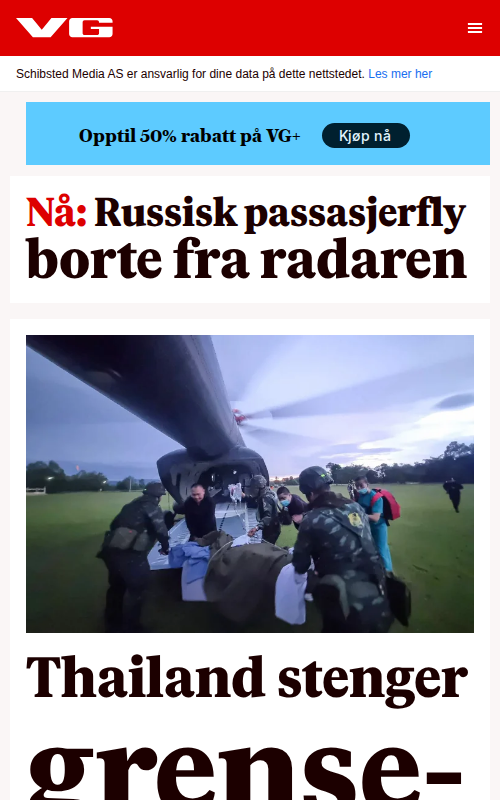 VG
Schibsted Media AS er ansvarlig for dine data på dette nettstedet. Les mer her
Opptil 50% rabatt på VG+
Kjøp nå
Nå: Russisk passasjerfly
borte fra radaren
Thailand stenger
grense-